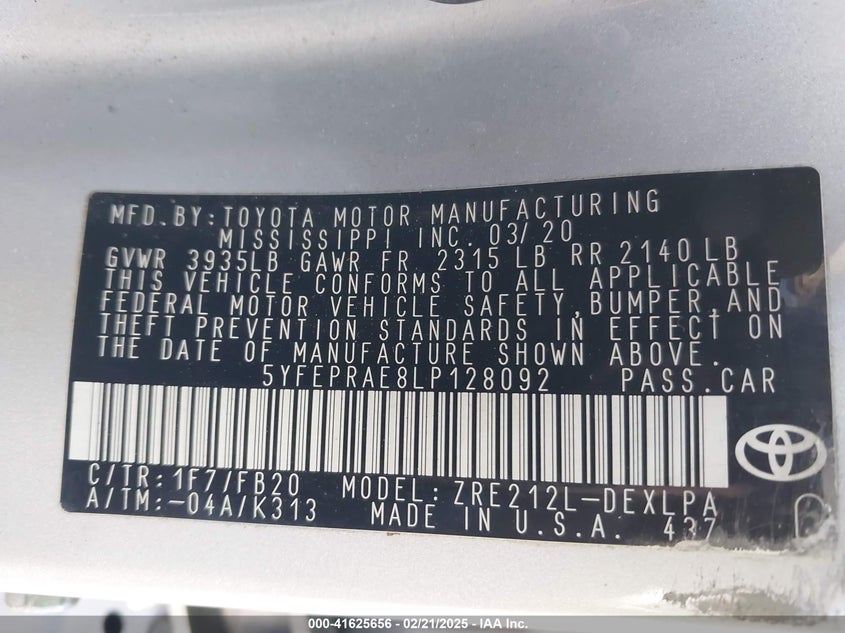 MFD. BY: TOYOTA MOTOR MANUFACTURING
MISSISSIPPI INC. 03/20
GVWR 3935LB GAWR FR. 2315 LB RR 2140 LB
THIS VEHICLE CONFORMS TO ALL APPLICABLE
FEDERAL MOTOR VEHICLE SAFETY, BUMPER, AND
THEFT PREVENTION STANDARDS IN EFFECT ON
THE DATE OF MANUFACTURE SHOWN ABOVE.
5YFEPRAE8LP128092 PASS.CAR
C/TR: 1F7/FB20 MODEL: ZRE212L-DEXLPA
A/TM: -04A/K313 MADE IN U.S.A. 437
000-41625656 - 02/21/2025 - IAA Inc.